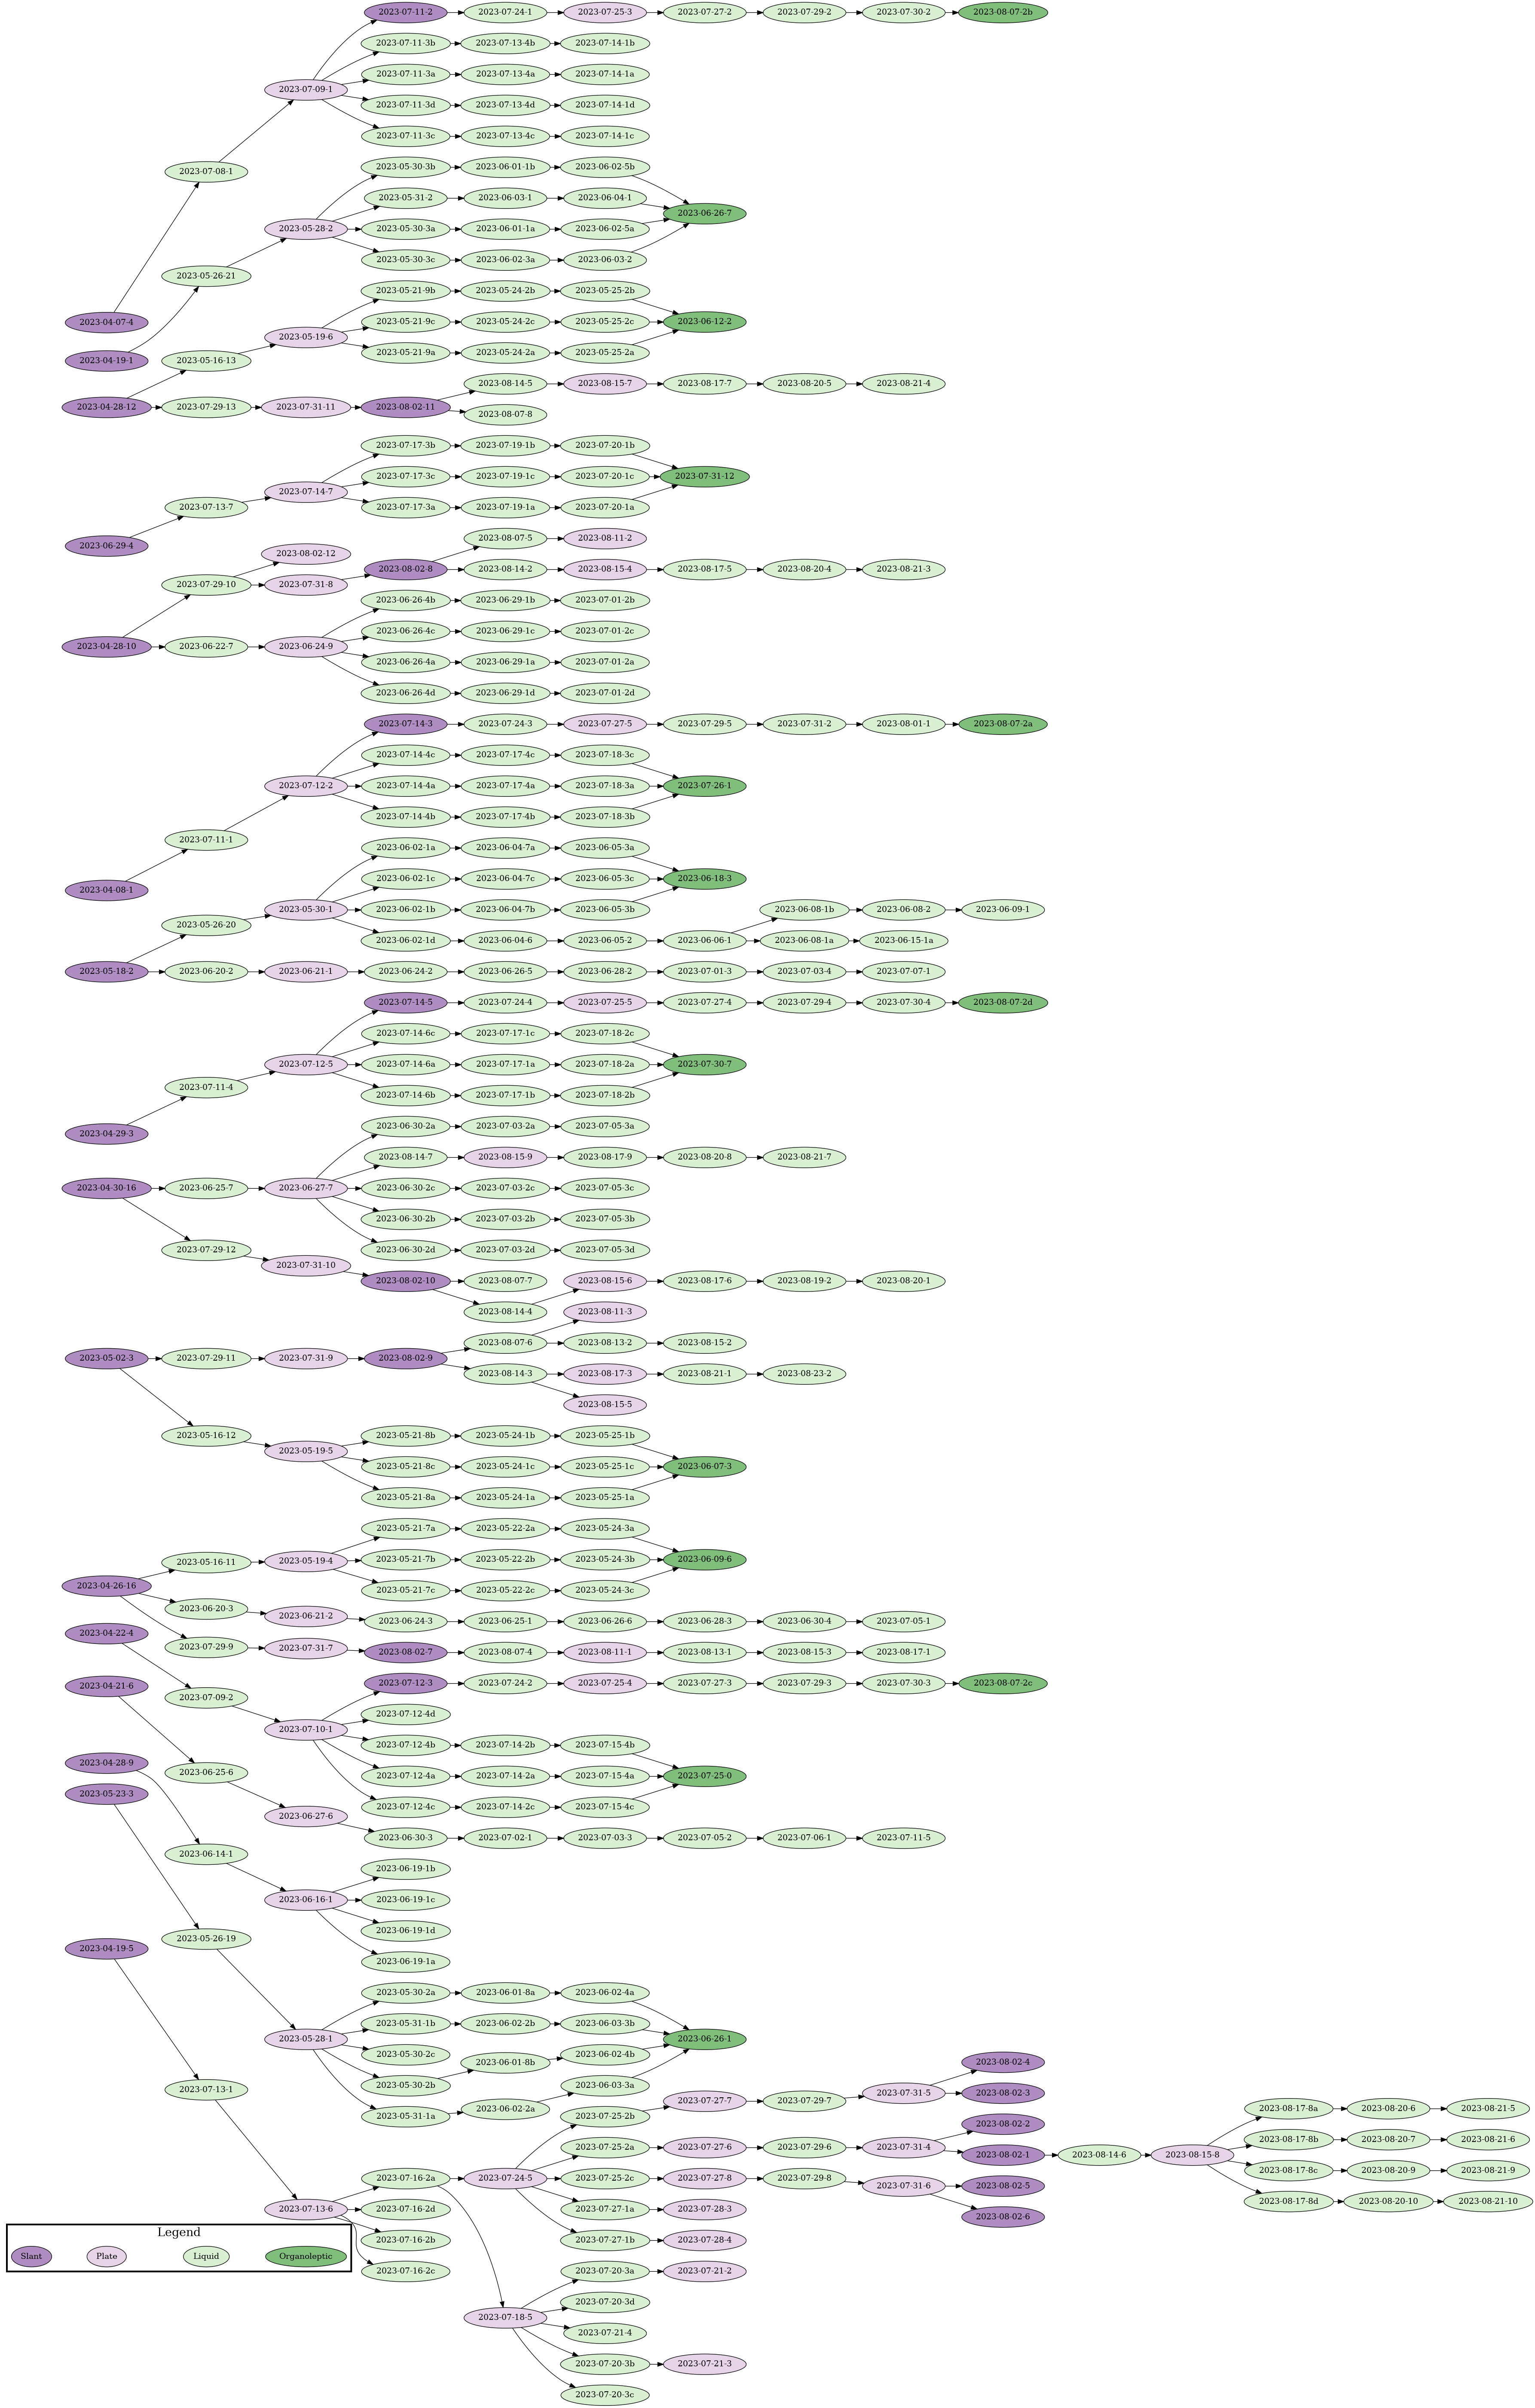 2023-07-11-2 2023-07-24-1 2023-07-25-3 2023-07-27-2 2023-07-29-2 2023-07-30-2 2023-08-07-2b
2023-07-11-3b 2023-07-13-4b 2023-07-14-1b
2023-07-11-3a 2023-07-13-4a 2023-07-14-1a
2023-07-09-1
2023-07-11-3d 2023-07-13-4d 2023-07-14-1d
2023-07-11-3c 2023-07-13-4c 2023-07-14-1c
2023-05-30-3b 2023-06-01-1b 2023-06-02-5b
2023-07-08-1
2023-05-31-2 2023-06-03-1 2023-06-04-1
2023-06-26-7
2023-05-28-2 2023-05-30-3a 2023-06-01-1a 2023-06-02-5a
2023-05-30-3c 2023-06-02-3a 2023-06-03-2
2023-05-26-21
2023-05-21-9b 2023-05-24-2b 2023-05-25-2b
2023-04-07-4 2023-05-21-9c 2023-05-24-2c 2023-05-25-2c 2023-06-12-2
2023-05-19-6
2023-05-21-9a 2023-05-24-2a 2023-05-25-2a
2023-04-19-1 2023-05-16-13
2023-08-14-5 2023-08-15-7 2023-08-17-7 2023-08-20-5 2023-08-21-4
2023-04-28-12 2023-07-29-13 2023-07-31-11 2023-08-02-11
2023-08-07-8
2023-07-17-3b 2023-07-19-1b 2023-07-20-1b
2023-07-17-3c 2023-07-19-1c 2023-07-20-1c 2023-07-31-12
2023-07-14-7
2023-07-13-7 2023-07-17-3a 2023-07-19-1a 2023-07-20-1a
2023-08-07-5 2023-08-11-2
2023-06-29-4
2023-08-02-12
2023-08-02-8 2023-08-14-2 2023-08-15-4 2023-08-17-5 2023-08-20-4 2023-08-21-3
2023-07-29-10 2023-07-31-8
2023-06-26-4b 2023-06-29-1b 2023-07-01-2b
2023-06-26-4c 2023-06-29-1c 2023-07-01-2c
2023-04-28-10 2023-06-22-7 2023-06-24-9
2023-06-26-4a 2023-06-29-1a 2023-07-01-2a
2023-06-26-4d 2023-06-29-1d 2023-07-01-2d
2023-07-14-3 2023-07-24-3 2023-07-27-5 2023-07-29-5 2023-07-31-2 2023-08-01-1 2023-08-07-2a
2023-07-14-4c 2023-07-17-4c 2023-07-18-3c
2023-07-12-2 2023-07-14-4a 2023-07-17-4a 2023-07-18-3a 2023-07-26-1
2023-07-14-4b 2023-07-17-4b 2023-07-18-3b
2023-07-11-1
2023-06-02-1a 2023-06-04-7a 2023-06-05-3a
2023-06-02-1c 2023-06-04-7c 2023-06-05-3c 2023-06-18-3
2023-04-08-1
2023-05-30-1 2023-06-02-1b 2023-06-04-7b 2023-06-05-3b 2023-06-08-1b 2023-06-08-2 2023-06-09-1
2023-05-26-20
2023-06-02-1d 2023-06-04-6 2023-06-05-2 2023-06-06-1 2023-06-08-1a 2023-06-15-1a
2023-05-18-2 2023-06-20-2 2023-06-21-1 2023-06-24-2 2023-06-26-5 2023-06-28-2 2023-07-01-3 2023-07-03-4 2023-07-07-1
2023-07-14-5 2023-07-24-4 2023-07-25-5 2023-07-27-4 2023-07-29-4 2023-07-30-4 2023-08-07-2d
2023-07-14-6c 2023-07-17-1c 2023-07-18-2c
2023-07-12-5 2023-07-14-6a 2023-07-17-1a 2023-07-18-2a 2023-07-30-7
2023-07-11-4
2023-07-14-6b 2023-07-17-1b 2023-07-18-2b
2023-06-30-2a 2023-07-03-2a 2023-07-05-3a
2023-04-29-3
2023-08-14-7 2023-08-15-9 2023-08-17-9 2023-08-20-8 2023-08-21-7
2023-04-30-16 2023-06-25-7 2023-06-27-7 2023-06-30-2c 2023-07-03-2c 2023-07-05-3c
2023-06-30-2b 2023-07-03-2b 2023-07-05-3b
2023-07-29-12 2023-06-30-2d 2023-07-03-2d 2023-07-05-3d
2023-07-31-10
2023-08-02-10 2023-08-07-7 2023-08-15-6 2023-08-17-6 2023-08-19-2 2023-08-20-1
2023-08-14-4 2023-08-11-3
2023-08-07-6 2023-08-13-2 2023-08-15-2
2023-05-02-3 2023-07-29-11 2023-07-31-9 2023-08-02-9
2023-08-14-3 2023-08-17-3 2023-08-21-1 2023-08-23-2
2023-08-15-5
2023-05-16-12 2023-05-21-8b 2023-05-24-1b 2023-05-25-1b
2023-05-19-5
2023-05-21-8c 2023-05-24-1c 2023-05-25-1c 2023-06-07-3
2023-05-21-8a 2023-05-24-1a 2023-05-25-1a
2023-05-21-7a 2023-05-22-2a 2023-05-24-3a
2023-05-16-11 2023-05-19-4 2023-05-21-7b 2023-05-22-2b 2023-05-24-3b 2023-06-09-6
2023-04-26-16 2023-05-21-7c 2023-05-22-2c 2023-05-24-3c
2023-06-20-3 2023-06-21-2 2023-06-24-3 2023-06-25-1 2023-06-26-6 2023-06-28-3 2023-06-30-4 2023-07-05-1
2023-04-22-4
2023-07-29-9 2023-07-31-7 2023-08-02-7 2023-08-07-4 2023-08-11-1 2023-08-13-1 2023-08-15-3 2023-08-17-1
2023-04-21-6 2023-07-12-3 2023-07-24-2 2023-07-25-4 2023-07-27-3 2023-07-29-3 2023-07-30-3 2023-08-07-2c
2023-07-09-2
2023-07-12-4d
2023-07-10-1
2023-07-12-4b 2023-07-14-2b 2023-07-15-4b
2023-04-28-9 2023-06-25-6 2023-07-12-4a 2023-07-14-2a 2023-07-15-4a 2023-07-25-0
2023-05-23-3
2023-07-12-4c 2023-07-14-2c 2023-07-15-4c
2023-06-27-6
2023-06-30-3 2023-07-02-1 2023-07-03-3 2023-07-05-2 2023-07-06-1 2023-07-11-5
2023-06-14-1
2023-06-19-1b
2023-06-16-1 2023-06-19-1c
2023-06-19-1d
2023-05-26-19
2023-04-19-5
2023-06-19-1a
2023-05-30-2a 2023-06-01-8a 2023-06-02-4a
2023-05-31-1b 2023-06-02-2b 2023-06-03-3b
2023-05-28-1 2023-06-26-1
2023-05-30-2c 2023-06-01-8b 2023-06-02-4b
2023-08-02-4
2023-07-13-1 2023-05-30-2b 2023-06-03-3a
2023-07-27-7 2023-07-29-7 2023-07-31-5 2023-08-02-3
2023-05-31-1a 2023-06-02-2a 2023-07-25-2b 2023-08-17-8a 2023-08-20-6 2023-08-21-5
2023-08-02-2
2023-07-25-2a 2023-07-27-6 2023-07-29-6 2023-07-31-4 2023-08-17-8b 2023-08-20-7 2023-08-21-6
2023-08-02-1 2023-08-14-6 2023-08-15-8
2023-07-16-2a 2023-07-24-5 2023-07-25-2c 2023-07-27-8 2023-07-29-8 2023-07-31-6 2023-08-02-5 2023-08-17-8c 2023-08-20-9 2023-08-21-9
2023-07-13-6 2023-07-16-2d 2023-07-27-1a 2023-07-28-3 2023-08-02-6 2023-08-17-8d 2023-08-20-10 2023-08-21-10
Legend
2023-07-16-2b 2023-07-27-1b 2023-07-28-4
Slant Plate Liquid Organoleptic
2023-07-16-2c 2023-07-20-3a 2023-07-21-2
2023-07-20-3d
2023-07-18-5
2023-07-21-4
2023-07-20-3b 2023-07-21-3
2023-07-20-3c